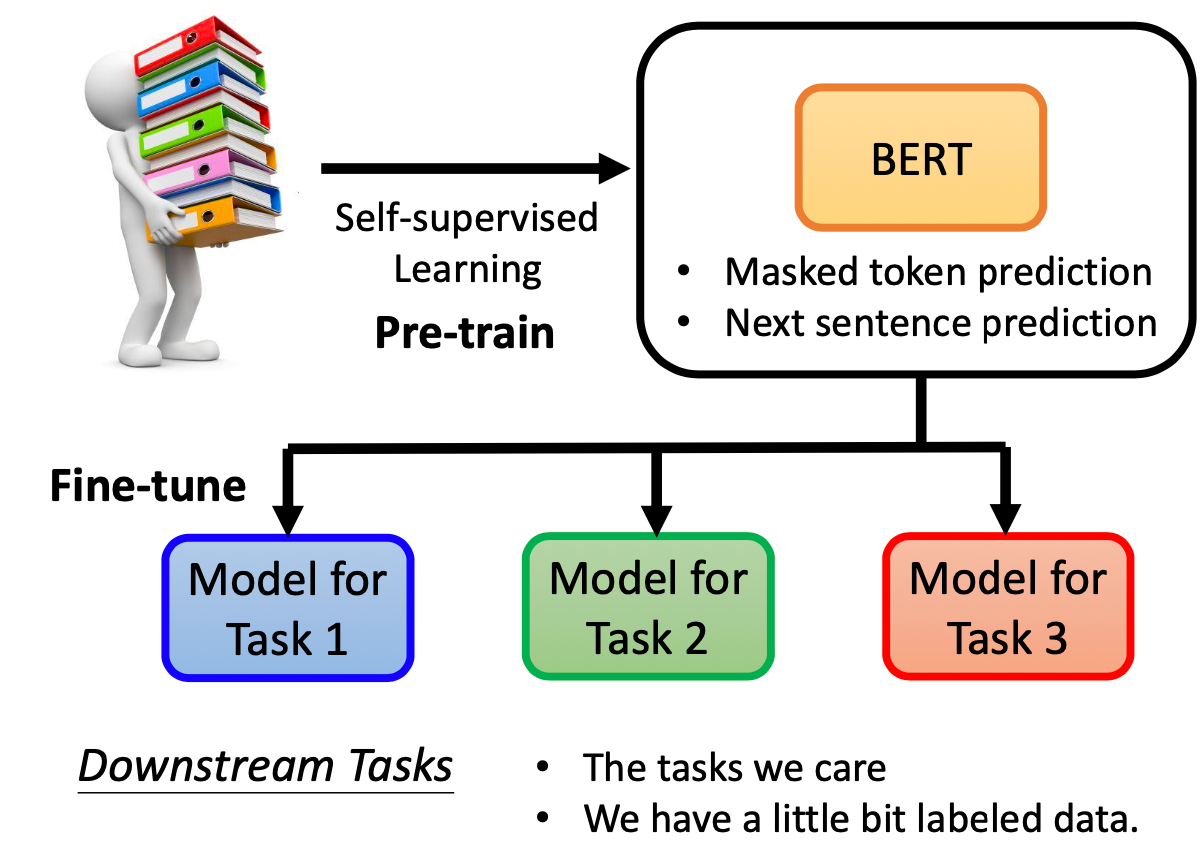 BERT
Self-supervised
Learning
Pre-train
• Masked token prediction
• Next sentence prediction
Fine-tune
Model for
Task 1
Model for
Task 2
Model for
Task 3
Downstream Tasks
• The tasks we care
• We have a little bit labeled data.